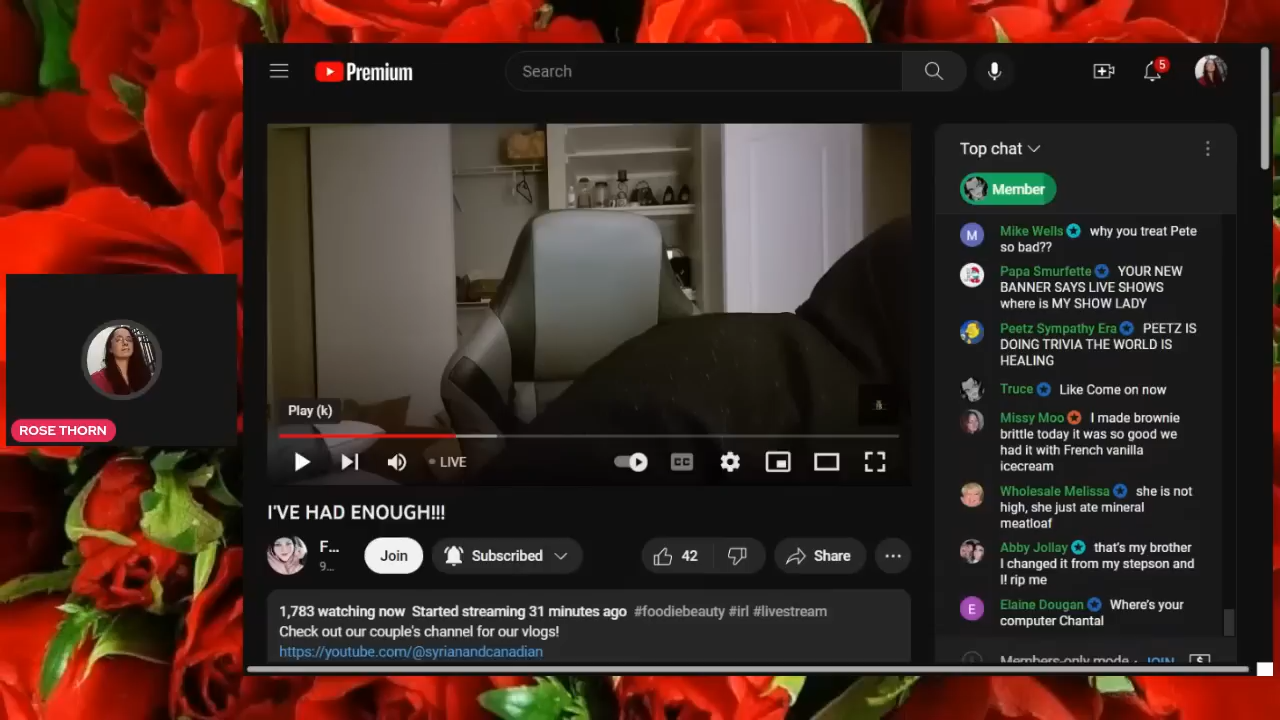 Premium
Search
5
Top chat
Member
Mike Wells why you treat Pete
so bad??
Papa Smurfette YOUR NEW
BANNER SAYS LIVE SHOWS
where is MY SHOW LADY
Peetz Sympathy Era PEETZ IS
DOING TRIVIA THE WORLD IS
HEALING
Truce Like Come on now
M
Missy Moo I made brownie
brittle today it was so good we
had it with French vanilla
icecream
Wholesale Melissa she is not
high, she just ate mineral
meatloaf
Abby Jollay that's my brother
I changed it from my stepson and
I! rip me
E
Elaine Dougan Where's your
computer Chantal
Members-only mode · JOIN
Play (k)
LIVE
CC
ROSE THORN
I'VE HAD ENOUGH!!!
F...
9...
Join
Subscribed
42
Share
1,783 watching now Started streaming 31 minutes ago #foodiebeauty #irl #livestream
Check out our couple's channel for our vlogs!
https://youtube.com/@syrianandcanadian